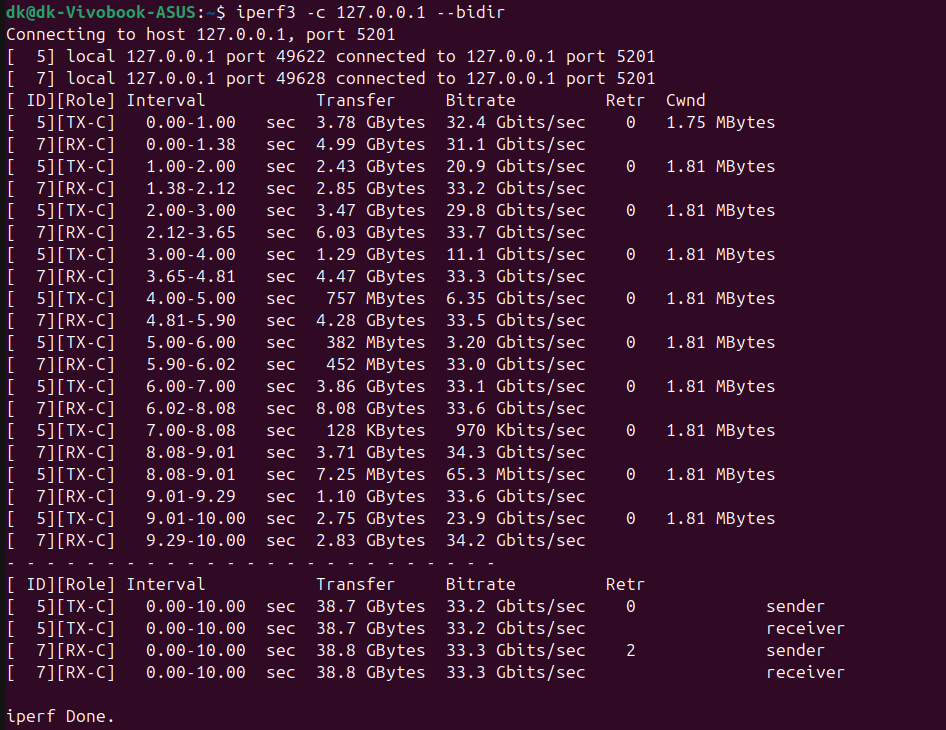 dk@dk-Vivobook-ASUS:~$ iperf3 -c 127.0.0.1 --bidir
Connecting to host 127.0.0.1, port 5201
[  5] local 127.0.0.1 port 49622 connected to 127.0.0.1 port 5201
[  7] local 127.0.0.1 port 49628 connected to 127.0.0.1 port 5201
[ ID][Role] Interval           Transfer     Bitrate         Retr  Cwnd
[  5][TX-C]   0.00-1.00   sec  3.78 GBytes  32.4 Gbits/sec    0   1.75 MBytes
[  7][RX-C]   0.00-1.38   sec  4.99 GBytes  31.1 Gbits/sec
[  5][TX-C]   1.00-2.00   sec  2.43 GBytes  20.9 Gbits/sec    0   1.81 MBytes
[  7][RX-C]   1.38-2.12   sec  2.85 GBytes  33.2 Gbits/sec
[  5][TX-C]   2.00-3.00   sec  3.47 GBytes  29.8 Gbits/sec    0   1.81 MBytes
[  7][RX-C]   2.12-3.65   sec  6.03 GBytes  33.7 Gbits/sec
[  5][TX-C]   3.00-4.00   sec  1.29 GBytes  11.1 Gbits/sec    0   1.81 MBytes
[  7][RX-C]   3.65-4.81   sec  4.47 GBytes  33.3 Gbits/sec
[  5][TX-C]   4.00-5.00   sec   757 MBytes  6.35 Gbits/sec    0   1.81 MBytes
[  7][RX-C]   4.81-5.90   sec  4.28 GBytes  33.5 Gbits/sec
[  5][TX-C]   5.00-6.00   sec   382 MBytes  3.20 Gbits/sec    0   1.81 MBytes
[  7][RX-C]   5.90-6.02   sec   452 MBytes  33.0 Gbits/sec
[  5][TX-C]   6.00-7.00   sec  3.86 GBytes  33.1 Gbits/sec    0   1.81 MBytes
[  7][RX-C]   6.02-8.08   sec  8.08 GBytes  33.6 Gbits/sec
[  5][TX-C]   7.00-8.08   sec   128 KBytes   970 Kbits/sec    0   1.81 MBytes
[  7][RX-C]   8.08-9.01   sec  3.71 GBytes  34.3 Gbits/sec
[  5][TX-C]   8.08-9.01   sec  7.25 MBytes  65.3 Mbits/sec    0   1.81 MBytes
[  7][RX-C]   9.01-9.29   sec  1.10 GBytes  33.6 Gbits/sec
[  5][TX-C]   9.01-10.00  sec  2.75 GBytes  23.9 Gbits/sec    0   1.81 MBytes
[  7][RX-C]   9.29-10.00  sec  2.83 GBytes  34.2 Gbits/sec
- - - - - - - - - - - - - - - - - - - - - - - - -
[ ID][Role] Interval           Transfer     Bitrate         Retr
[  5][TX-C]   0.00-10.00  sec  38.7 GBytes  33.2 Gbits/sec    0             sender
[  5][TX-C]   0.00-10.00  sec  38.7 GBytes  33.2 Gbits/sec                  receiver
[  7][RX-C]   0.00-10.00  sec  38.8 GBytes  33.3 Gbits/sec    2             sender
[  7][RX-C]   0.00-10.00  sec  38.8 GBytes  33.3 Gbits/sec                  receiver

iperf Done.